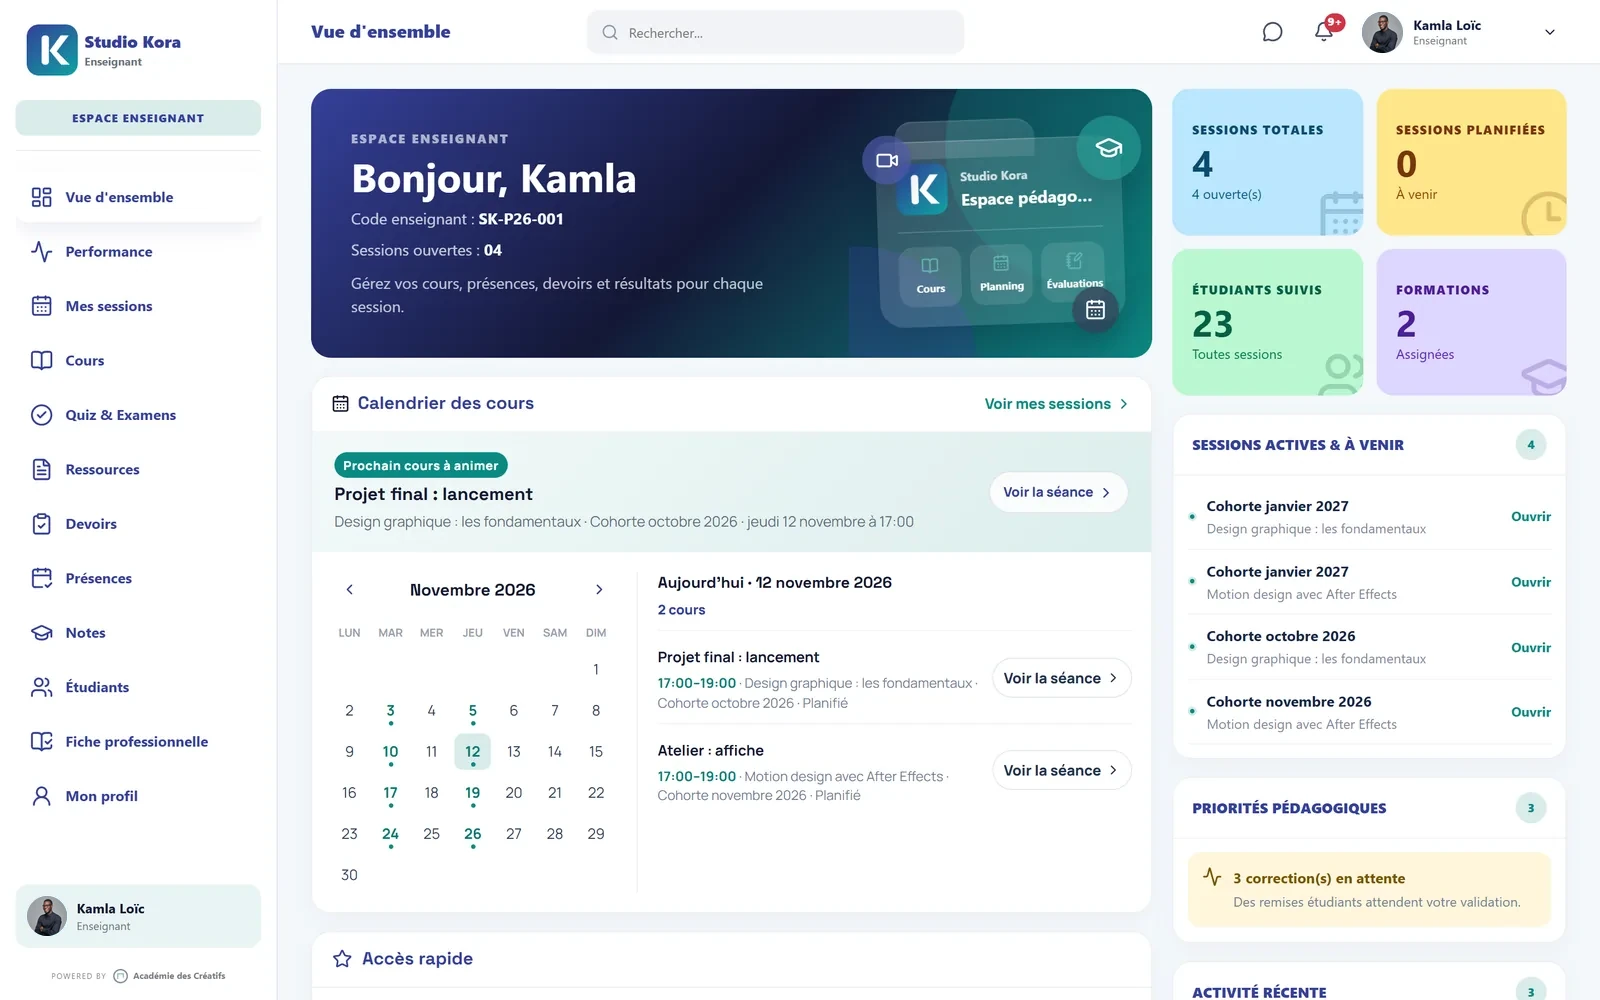 Studio Kora
Enseignant
ESPACE ENSEIGNANT
Vue d'ensemble
Performance
Mes sessions
Cours
Quiz & Examens
Ressources
Devoirs
Présences
Notes
Étudiants
Fiche professionnelle
Mon profil
Kamla Loïc
Enseignant
POWERED BY Académie des Créatifs
Vue d'ensemble
Rechercher...
9+
Kamla Loïc
Enseignant
ESPACE ENSEIGNANT
Bonjour, Kamla
Code enseignant : SK-P26-001
Sessions ouvertes : 04
Gérez vos cours, présences, devoirs et résultats pour chaque
session.
K
Studio Kora
Espace pédago...
Cours
Planning
Évaluations
Calendrier des cours
Voir mes sessions
Prochain cours à animer
Projet final : lancement
Design graphique : les fondamentaux · Cohorte octobre 2026 · jeudi 12 novembre à 17:00
Voir la séance
Novembre 2026
LUN MAR MER JEU VEN SAM DIM
1
2 3 4 5 6 7 8
9 10 11 12 13 14 15
16 17 18 19 20 21 22
23 24 25 26 27 28 29
30
Aujourd'hui · 12 novembre 2026
2 cours
Projet final : lancement
17:00–19:00 · Design graphique : les fondamentaux ·
Cohorte octobre 2026 · Planifié
Voir la séance
Atelier : affiche
17:00–19:00 · Motion design avec After Effects ·
Cohorte novembre 2026 · Planifié
Voir la séance
Accès rapide
SESSIONS TOTALES
4
4 ouverte(s)
SESSIONS PLANIFIÉES
0
À venir
ÉTUDIANTS SUIVIS
23
Toutes sessions
FORMATIONS
2
Assignées
SESSIONS ACTIVES & À VENIR
4
Cohorte janvier 2027
Design graphique : les fondamentaux
Ouvrir
Cohorte janvier 2027
Motion design avec After Effects
Ouvrir
Cohorte octobre 2026
Design graphique : les fondamentaux
Ouvrir
Cohorte novembre 2026
Motion design avec After Effects
Ouvrir
PRIORITÉS PÉDAGOGIQUES
3
3 correction(s) en attente
Des remises étudiants attendent votre validation.
ACTIVITÉ RÉCENTE
3